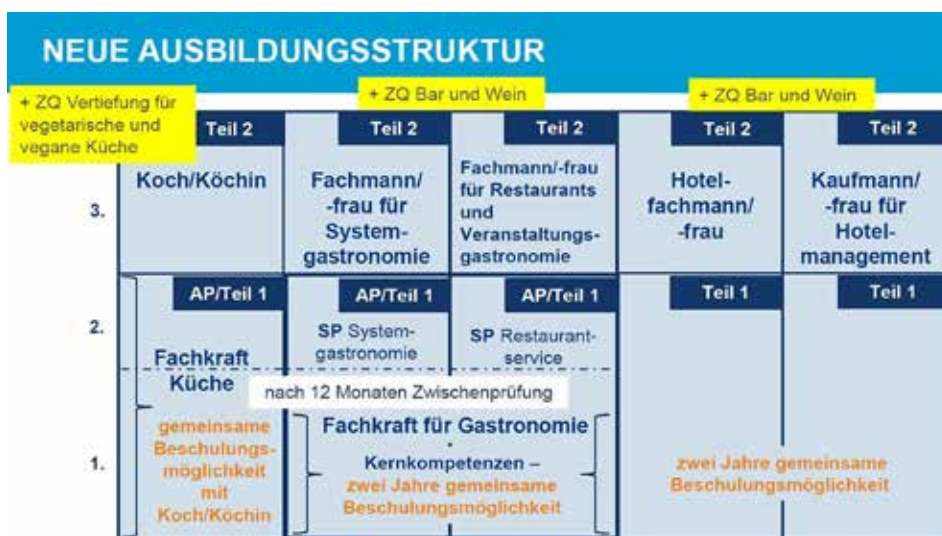 NEUE AUSBILDUNGSSTRUKTUR
+ ZQ Vertiefung für
vegetarische und
vegane Küche
+ ZQ Bar und Wein
+ ZQ Bar und Wein
Teil 2
Teil 2
Teil 2
Teil 2
Teil 2
3.
Koch/Köchin
Fachmann/
-frau für
System-
gastronomie
Fachmann/-frau
für Restaurants
und
Veranstaltungs-
gastronomie
Hotel-
fachmann/
-frau
Kaufmann/
-frau für
Hotel-
management
AP/Teil 1
AP/Teil 1
AP/Teil 1
Teil 1
Teil 1
2.
Fachkraft
Küche
SP System-
gastronomie
SP Restaurant-
service
nach 12 Monaten Zwischenprüfung
1.
gemeinsame
Beschulungs-
möglichkeit
mit
Koch/Köchin
Fachkraft für Gastronomie
Kernkompetenzen –
zwei Jahre gemeinsame
Beschulungsmöglichkeit
zwei Jahre gemeinsame
Beschulungsmöglichkeit